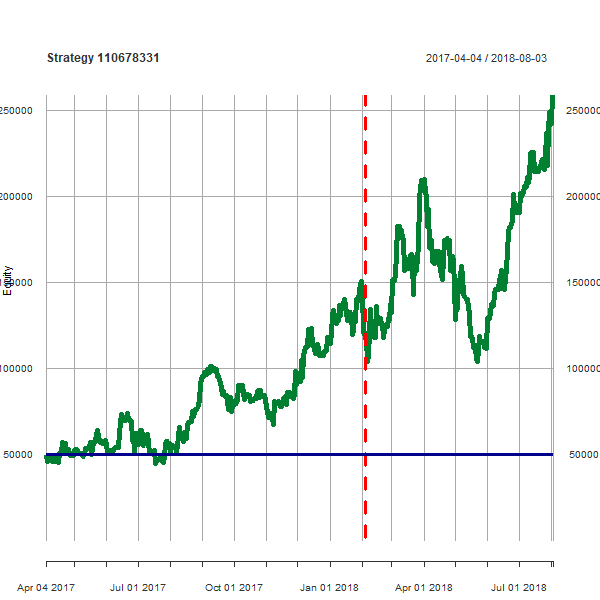 Strategy 110678331
2017-04-04 / 2018-08-03
250000
250000
200000
200000
150000
150000
Equity
100000
100000
50000
50000
Apr 04 2017
Jul 01 2017
Oct 01 2017
Jan 01 2018
Apr 01 2018
Jul 01 2018